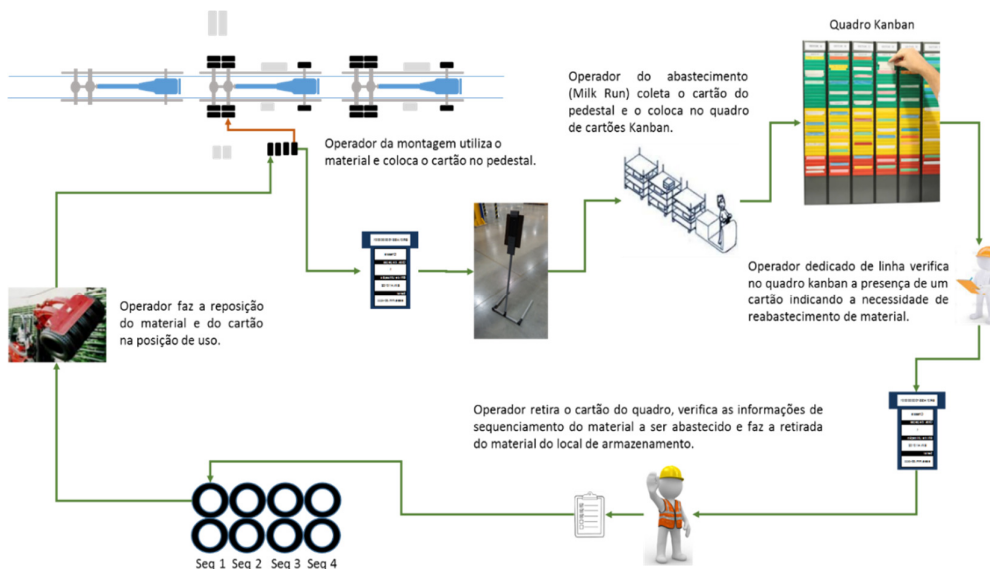 Quadro Kanban
Operador do abastecimento
(Milk Run) coleta o cartão do
pedestal e o coloca no quadro
de cartões Kanban.
Operador da montagem utiliza o
material e coloca o cartão no pedestal.
Operador dedicado de linha verifica
no quadro kanban a presença de um
cartão indicando a necessidade de
reabastecimento de material.
Operador faz a reposição
do material e do cartão
na posição de uso.
Operador retira o cartão do quadro, verifica as informações de
sequenciamento do material a ser abastecido e faz a retirada
do material do local de armazenamento.
Seq 1 Seq 2 Seq 3 Seq 4